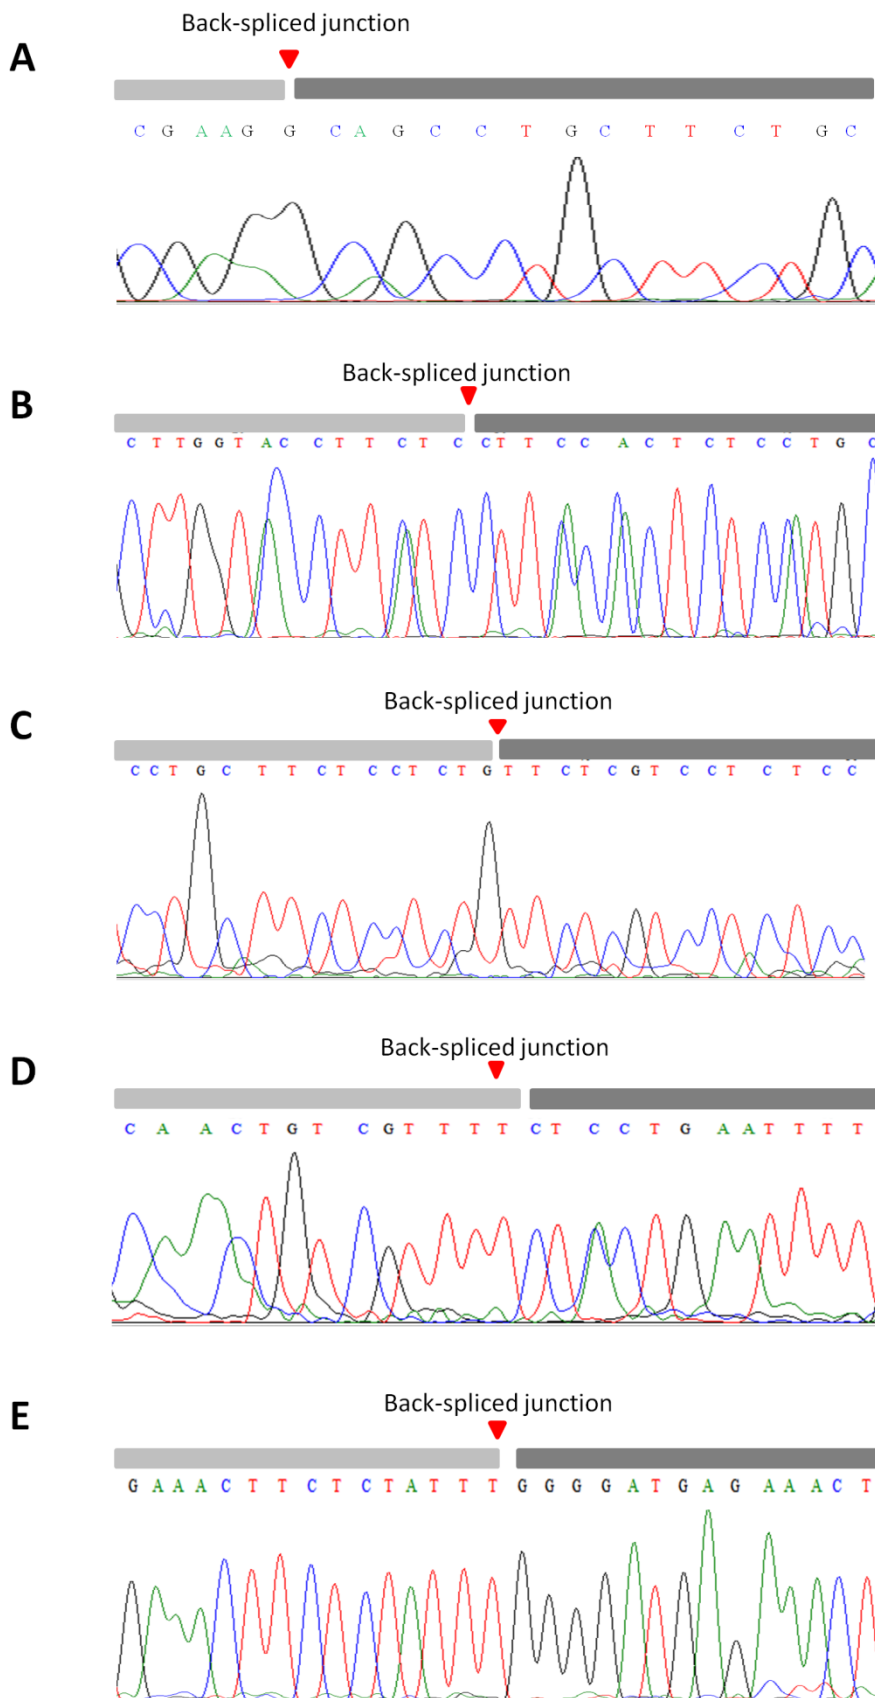 Back-spliced junction
A
C G A A G G C A G C C T G C T T C T G C
Back-spliced junction
B
C T T G G T A C C T T C T C C T T C C A C T C T C C T G C
Back-spliced junction
C
C C T G C T T C T C C T C T G T T C T C G T C C T C T C C
Back-spliced junction
D
C A A C T G T C G T T T T C T C C T G A A T T T T
Back-spliced junction
E
G A A A C T T C T C T A T T T G G G G A T G A G A A A C T